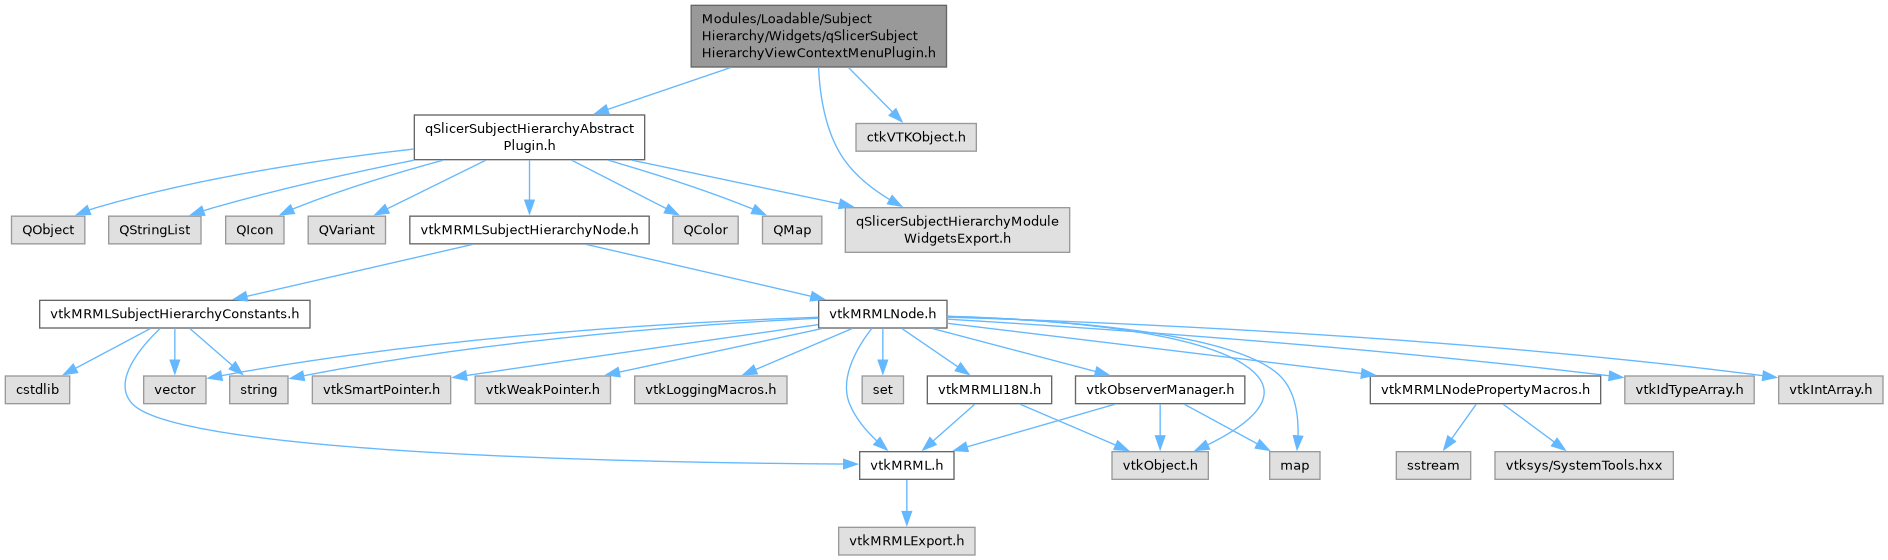 Modules/Loadable/Subject
Hierarchy/Widgets/qSlicerSubject
HierarchyViewContextMenuPlugin.h
qSlicerSubjectHierarchyAbstract
Plugin.h
ctkVTKObject.h
QObject
QStringList
QIcon
QVariant
vtkMRMLSubjectHierarchyNode.h
QColor
QMap
qSlicerSubjectHierarchyModule
WidgetsExport.h
vtkMRMLSubjectHierarchyConstants.h
vtkMRMLNode.h
cstdlib
vector
string
vtkSmartPointer.h
vtkWeakPointer.h
vtkLoggingMacros.h
set
vtkMRMLI18N.h
vtkObserverManager.h
vtkMRMLNodePropertyMacros.h
vtkIdTypeArray.h
vtkIntArray.h
vtkMRML.h
vtkObject.h
map
sstream
vtksys/SystemTools.hxx
vtkMRMLExport.h